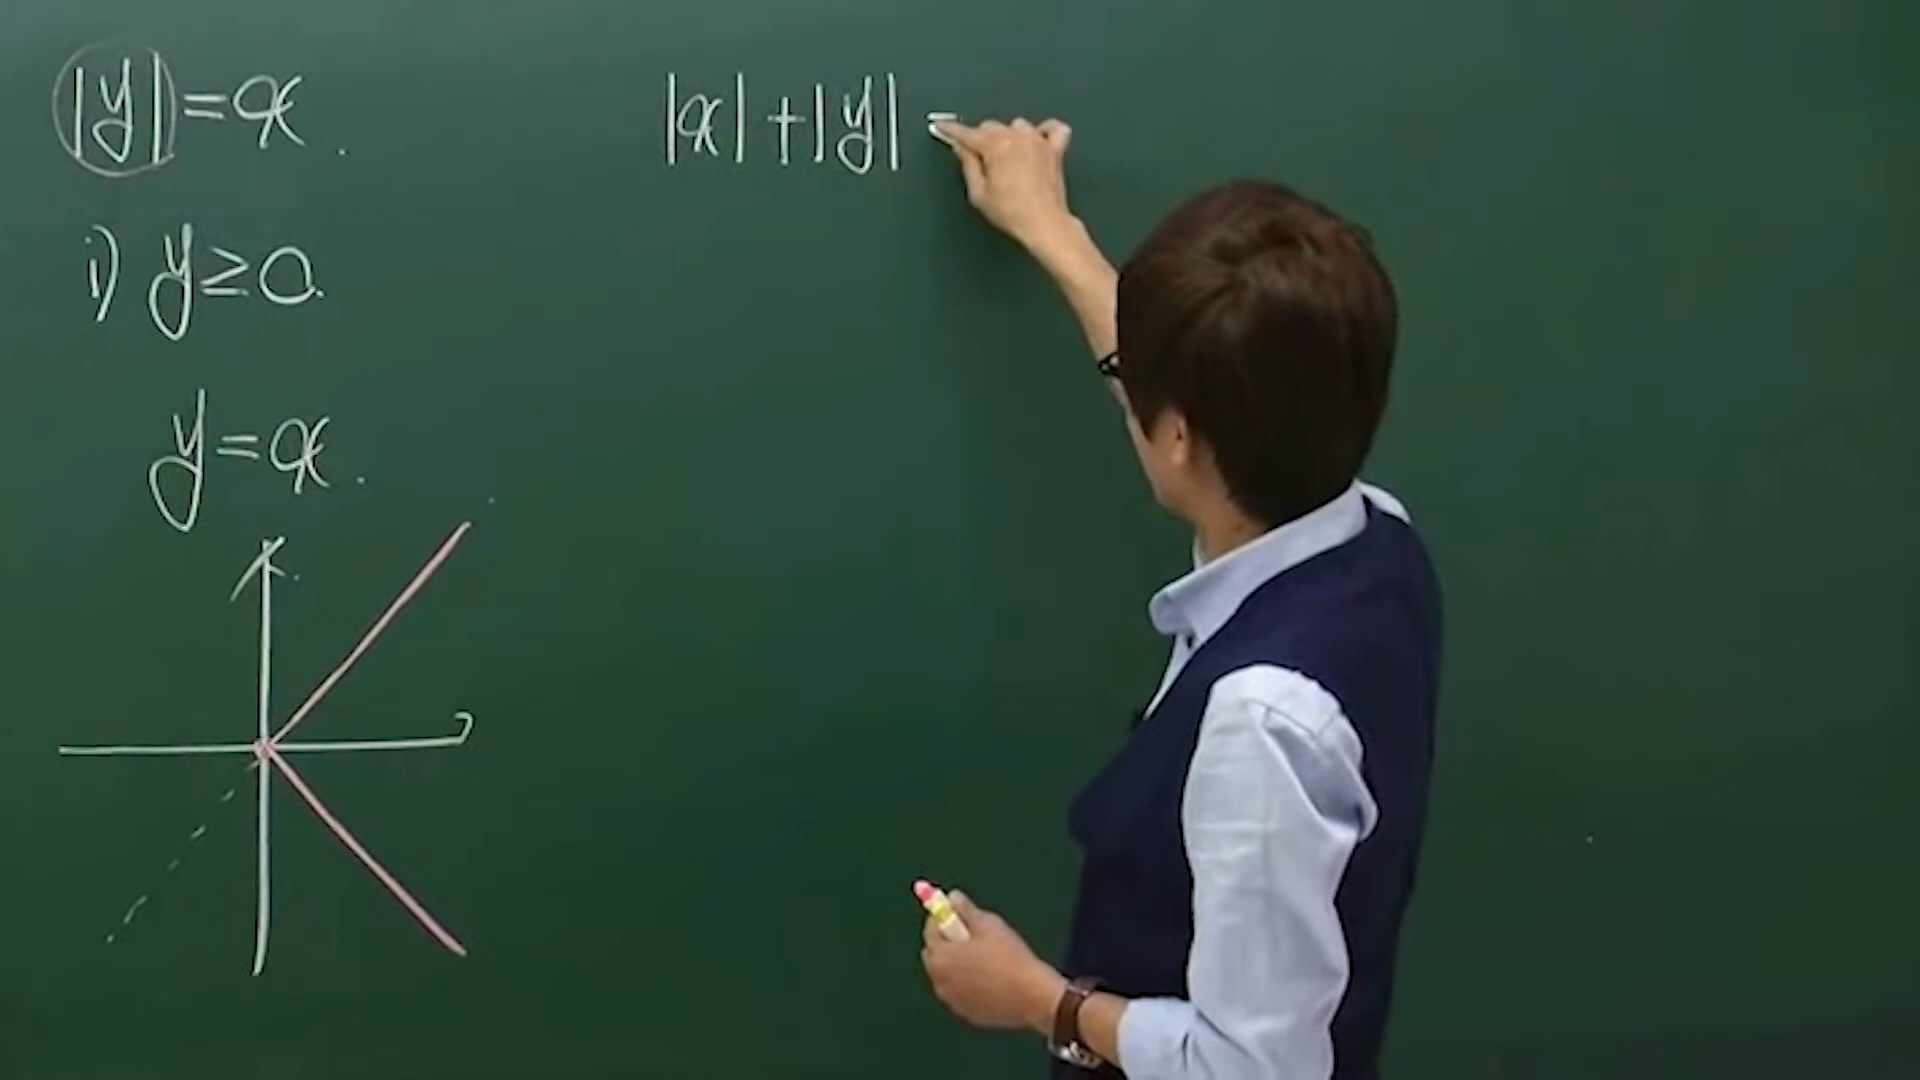 |y| = x.
i) y ≥ 0.
y = x.
|x| + |y| =